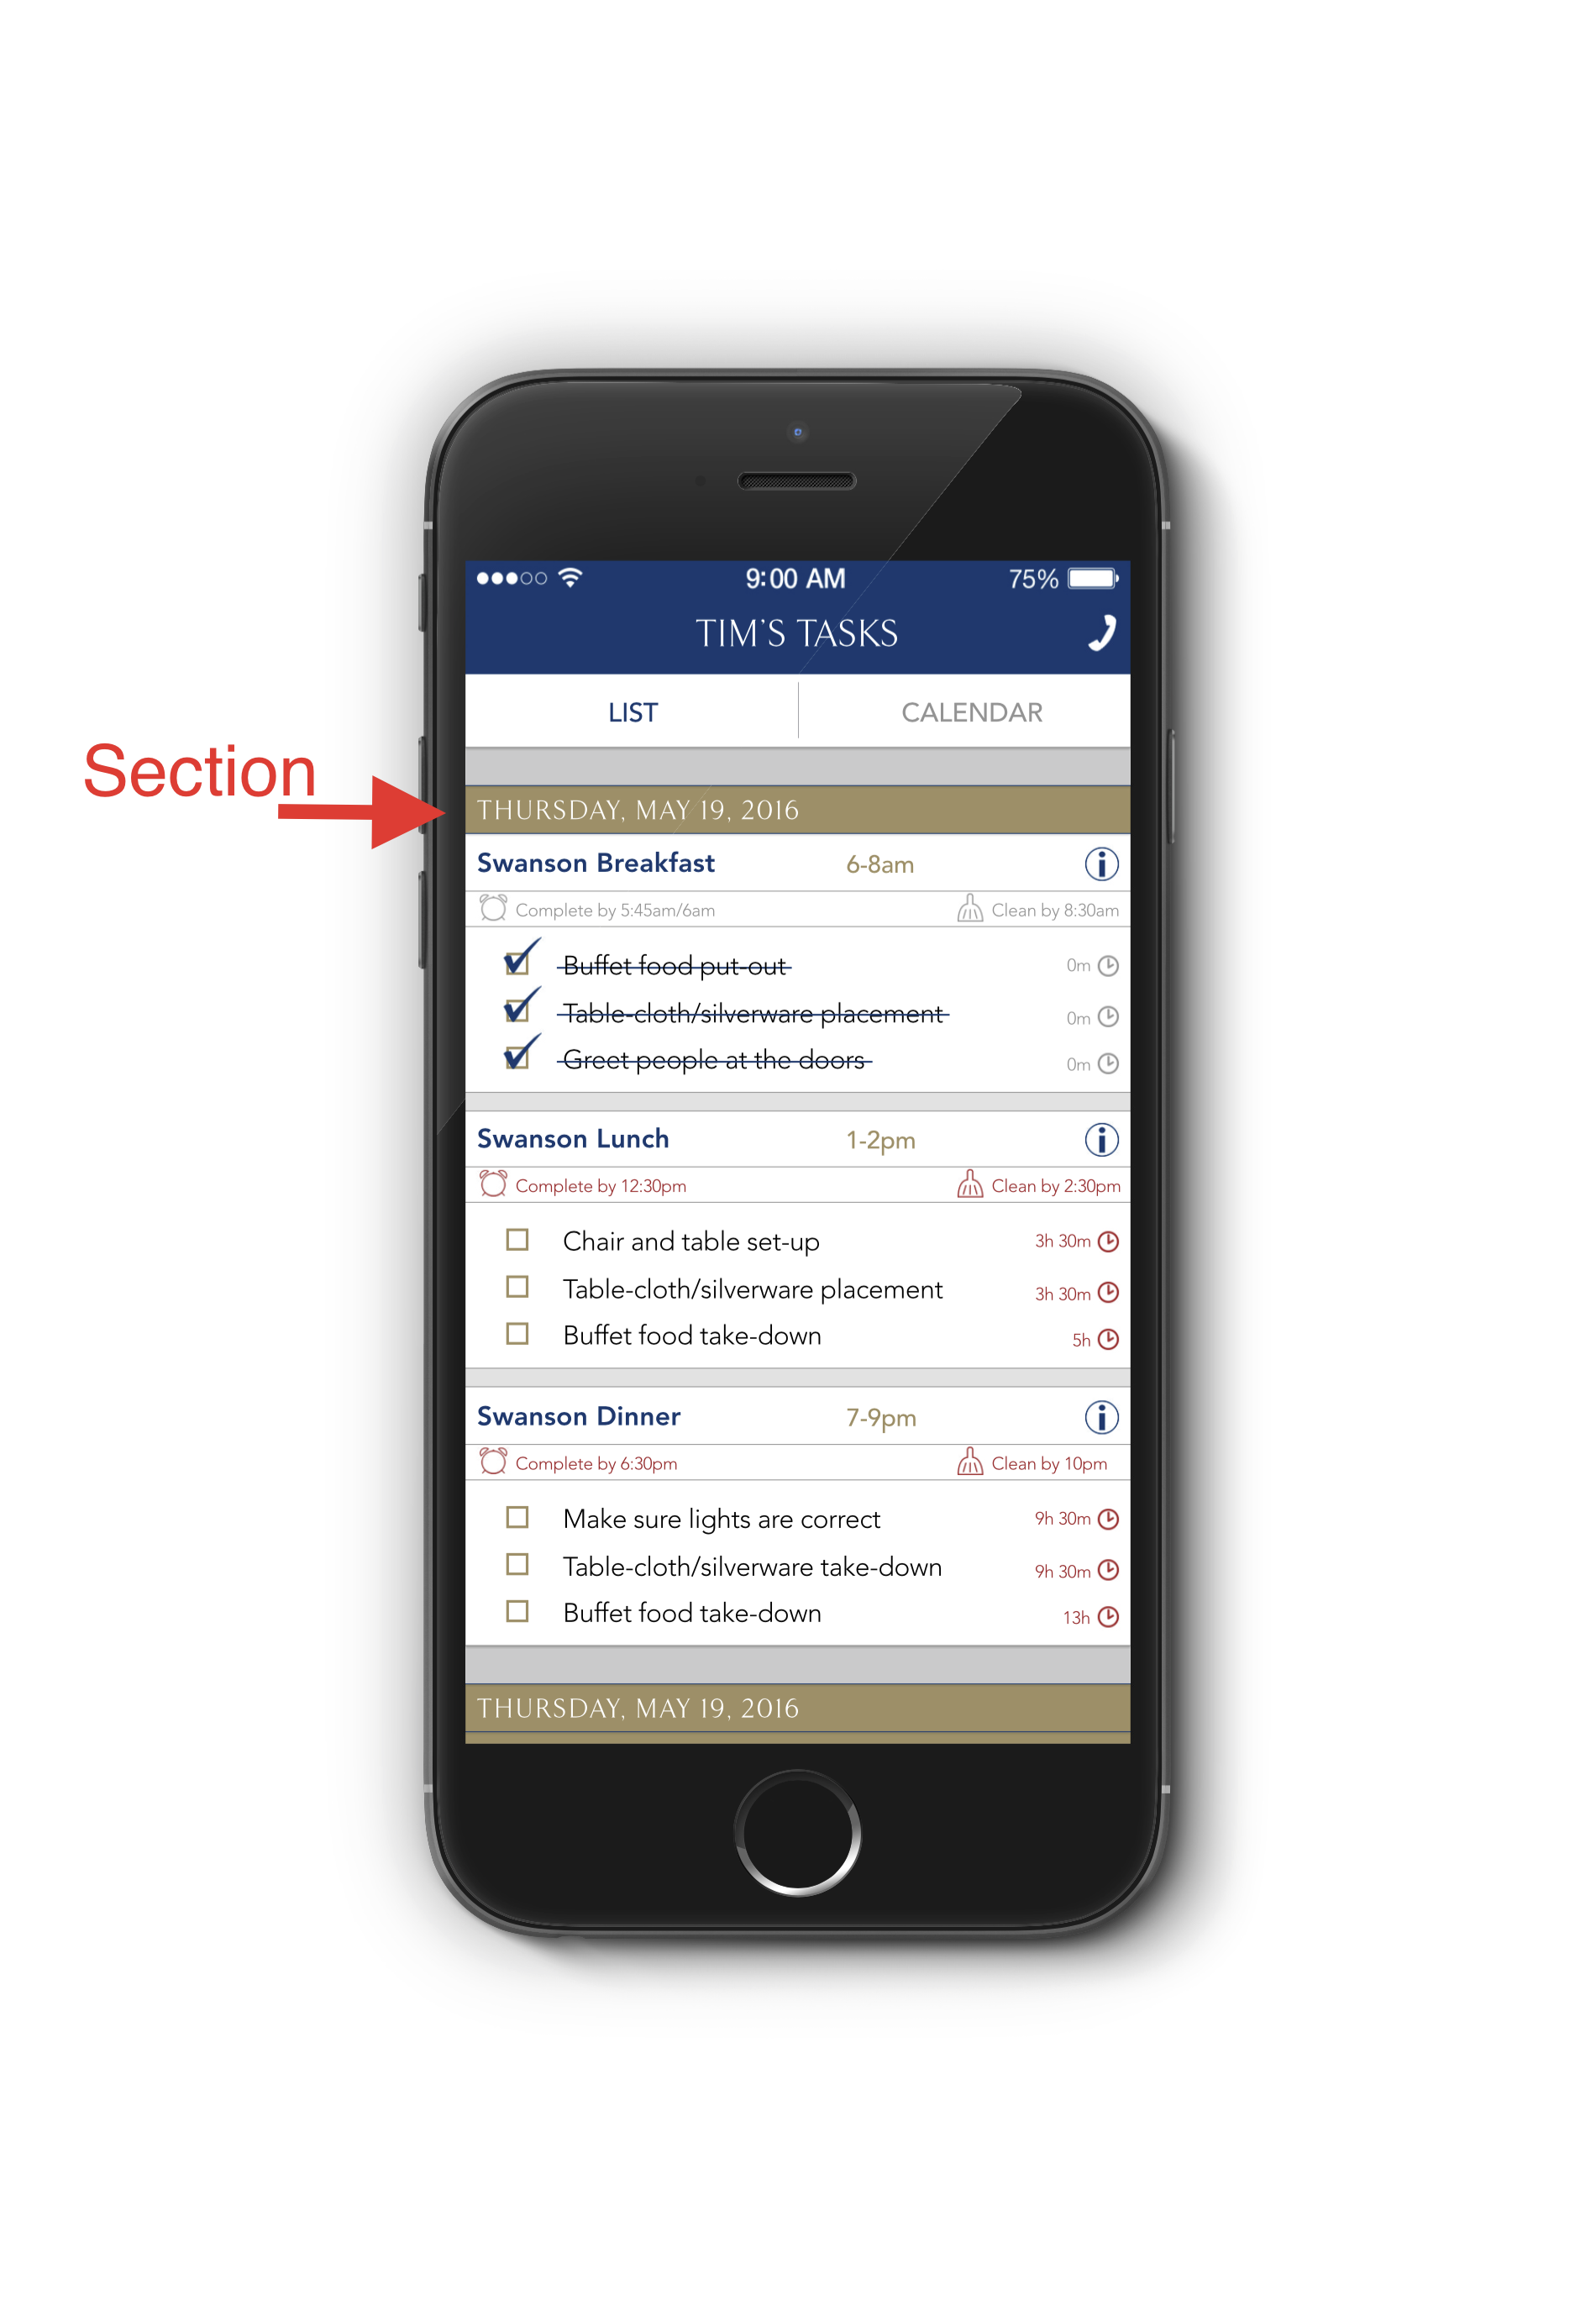 9:00 AM 75%
TIM'S TASKS
LIST CALENDAR
Section
THURSDAY, MAY 19, 2016
Swanson Breakfast 6-8am i
Complete by 5:45am/6am Clean by 8:30am
Buffet food put-out 0m
Table-cloth/silverware placement 0m
Greet people at the doors 0m
Swanson Lunch 1-2pm i
Complete by 12:30pm Clean by 2:30pm
Chair and table set-up 3h 30m
Table-cloth/silverware placement 3h 30m
Buffet food take-down 5h
Swanson Dinner 7-9pm i
Complete by 6:30pm Clean by 10pm
Make sure lights are correct 9h 30m
Table-cloth/silverware take-down 9h 30m
Buffet food take-down 13h
THURSDAY, MAY 19, 2016